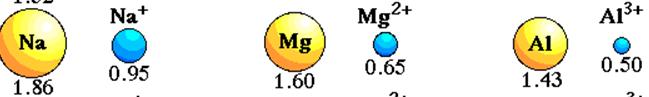 Na Na⁺ Mg Mg²⁺ Al Al³⁺
1.86 0.95 1.60 0.65 1.43 0.50